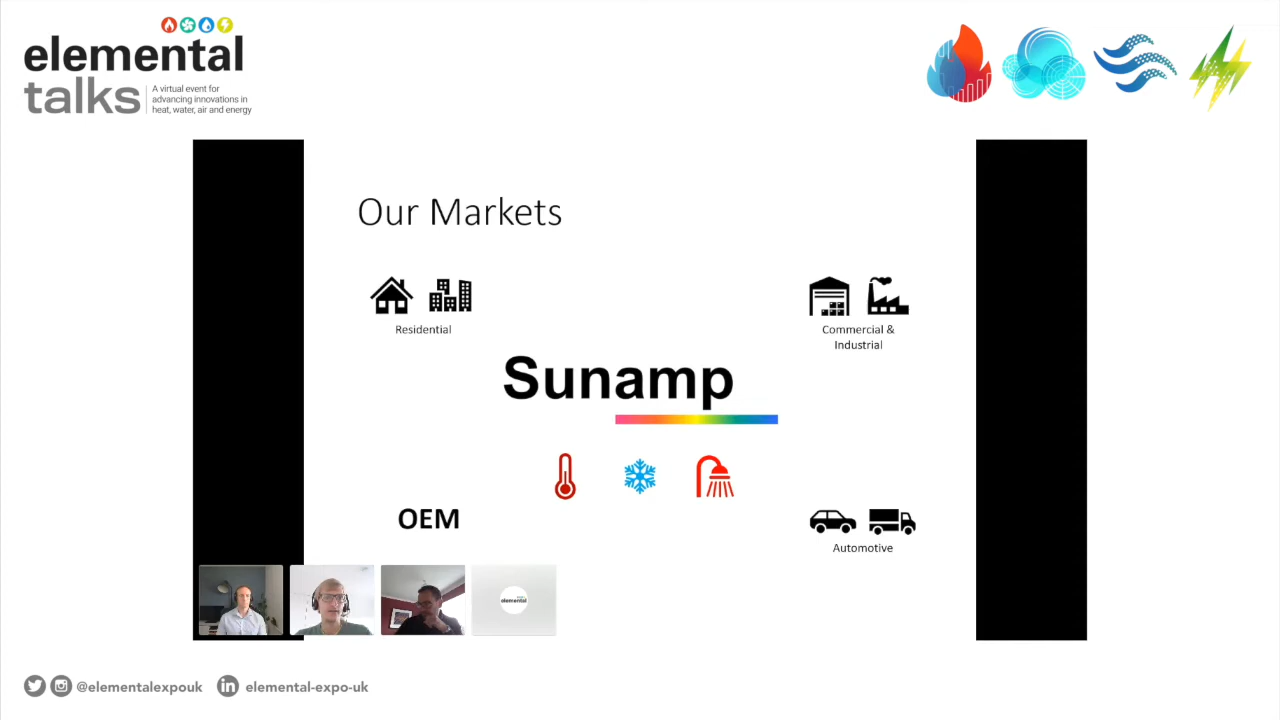 elemental
talks
A virtual event for
advancing innovations in
heat, water, air and energy
Our Markets
Residential
Commercial &
Industrial
Sunamp
OEM
Automotive
elemental
@elementalexpouk
elemental-expo-uk